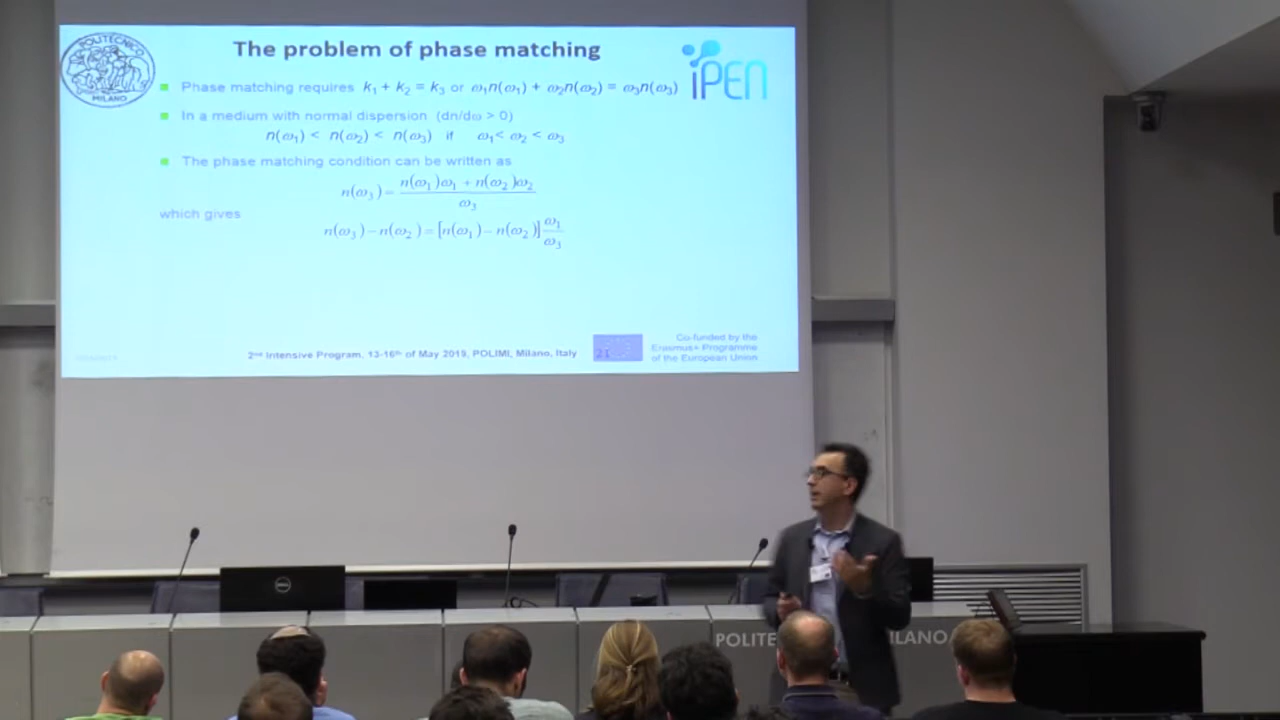 The problem of phase matching
POLITECNICO
MILANO
iPEN
Phase matching requires k₁ + k₂ = k₃ or ω₁n(ω₁) + ω₂n(ω₂) = ω₃n(ω₃)
In a medium with normal dispersion (dn/dω > 0)
n(ω₁) < n(ω₂) < n(ω₃) if ω₁< ω₂ < ω₃
The phase matching condition can be written as
n(ω₃) = (n(ω₁)ω₁ + n(ω₂)ω₂) / ω₃
which gives
n(ω₃) – n(ω₂) = [n(ω₁) – n(ω₂)] ω₁/ω₃
2nd Intensive Program, 13-16th of May 2019, POLIMI, Milano, Italy
21
Co-funded by the
Erasmus+ Programme
of the European Union
DELL
POLITE
ILANO